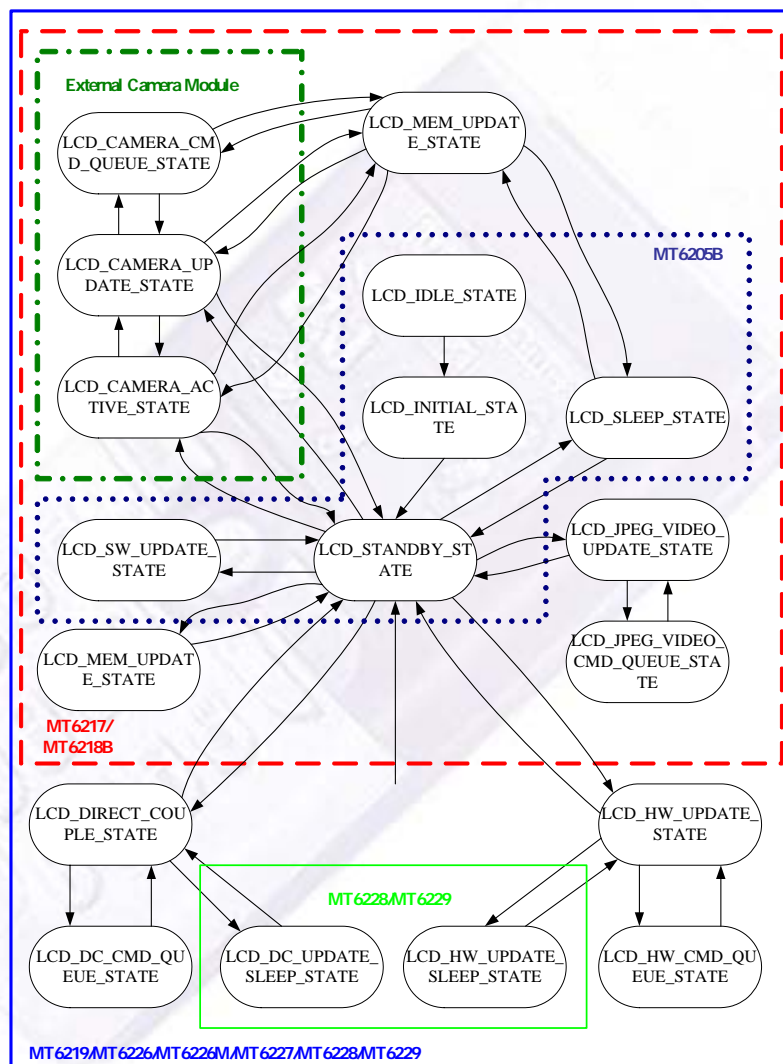 External Camera Module
LCD_CAMERA_CM
D_QUEUE_STATE
LCD_MEM_UPDAT
E_STATE
LCD_CAMERA_UP
DATE_STATE
MT6205B
LCD_IDLE_STATE
LCD_CAMERA_AC
TIVE_STATE
LCD_INITIAL_STA
TE
LCD_SLEEP_STATE
LCD_SW_UPDATE_
STATE
LCD_STANDBY_ST
ATE
LCD_JPEG_VIDEO_
UPDATE_STATE
LCD_MEM_UPDAT
E_STATE
LCD_JPEG_VIDEO_
CMD_QUEUE_STA
TE
MT6217/
MT6218B
LCD_DIRECT_COU
PLE_STATE
LCD_HW_UPDATE_
STATE
MT6228/MT6229
LCD_DC_CMD_QU
EUE_STATE
LCD_DC_UPDATE_
SLEEP_STATE
LCD_HW_UPDATE_
SLEEP_STATE
LCD_HW_CMD_QU
EUE_STATE
MT6219/MT6226/MT6226M/MT6227/MT6228/MT6229